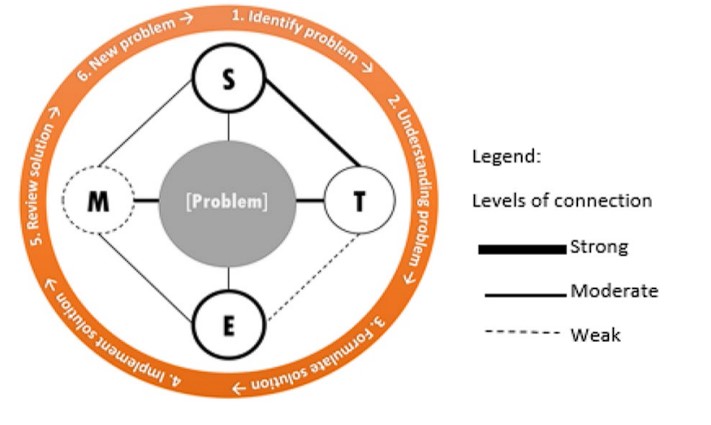 1. Identify problem →
2. Understanding problem →
3. Formulate solution →
4. Implement solution →
5. Review solution →
6. New problem →
S
M
[Problem]
T
E
Legend:
Levels of connection
Strong
Moderate
Weak